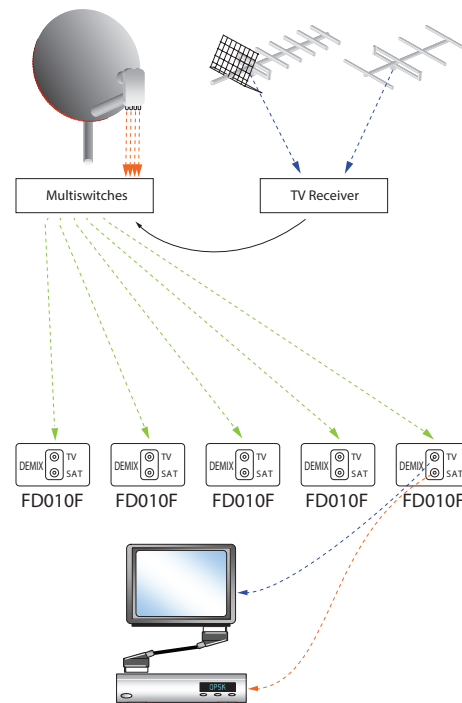 Multiswitches
TV Receiver
DEMIX TV SAT
DEMIX TV SAT
DEMIX TV SAT
DEMIX TV SAT
DEMIX TV SAT
FD010F
FD010F
FD010F
FD010F
FD010F
QPSK